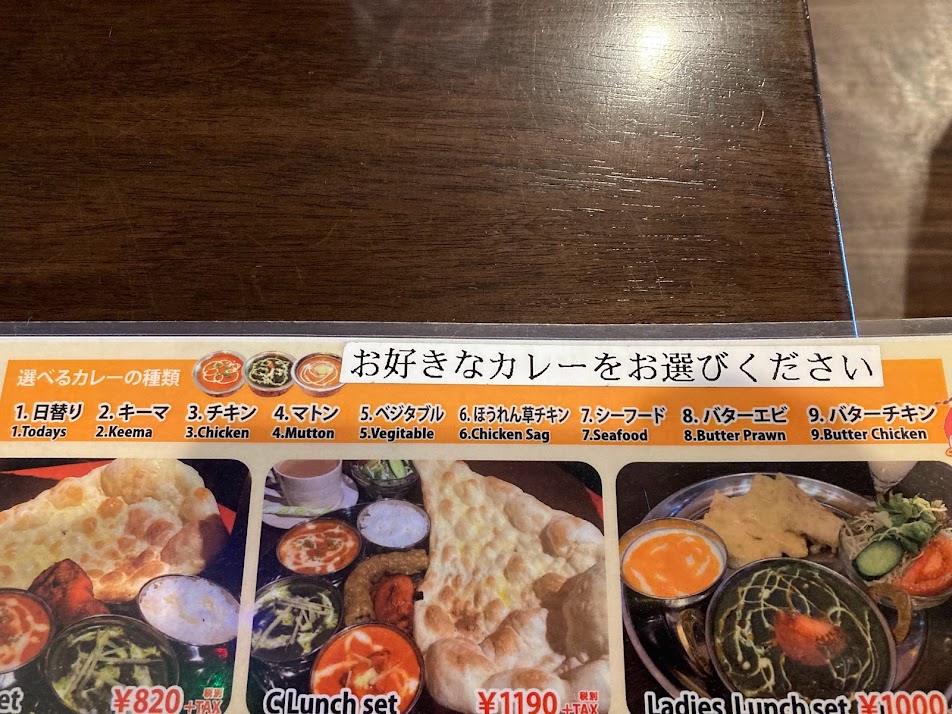 選べるカレーの種類
お好きなカレーをお選びください
1. 日替り 2. キーマ 3. チキン 4. マトン 5. ベジタブル 6. ほうれん草チキン 7. シーフード 8. バターエビ 9. バターチキン
1.Todays 2.Keema 3.Chicken 4.Mutton 5.Vegitable 6.Chicken Sag 7.Seafood 8.Butter Prawn 9.Butter Chicken
et ¥820 税別 +TAX
C Lunch set ¥1190 税別 +TAX
Ladies Lunch set ¥1000